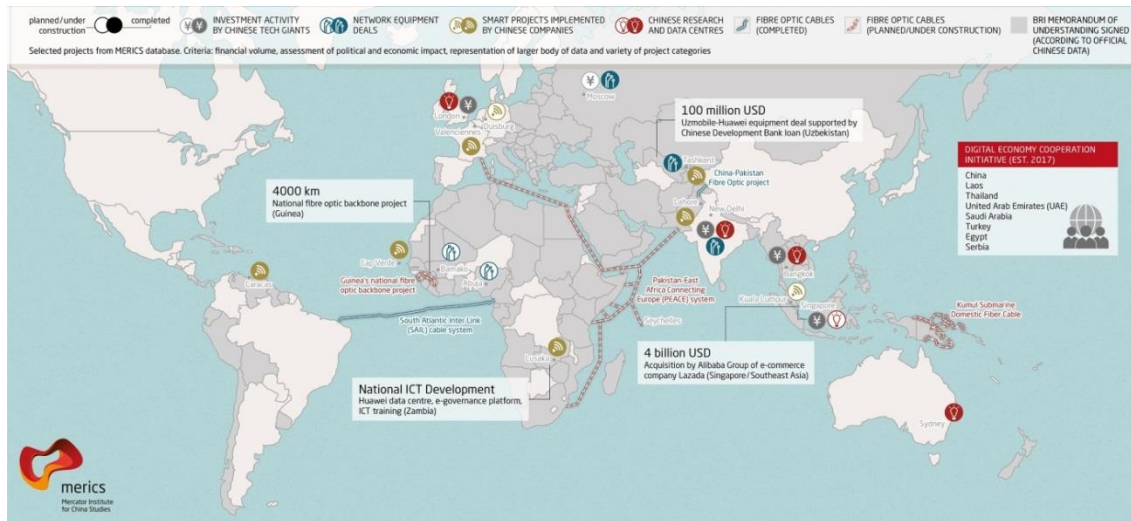 planned/under
construction
completed
INVESTMENT ACTIVITY
BY CHINESE TECH GIANTS
NETWORK EQUIPMENT
DEALS
SMART PROJECTS IMPLEMENTED
BY CHINESE COMPANIES
CHINESE RESEARCH
AND DATA CENTRES
FIBRE OPTIC CABLES
(COMPLETED)
FIBRE OPTIC CABLES
(PLANNED/UNDER CONSTRUCTION)
BRI MEMORANDUM OF
UNDERSTANDING SIGNED
(ACCORDING TO OFFICIAL
CHINESE DATA)
Selected projects from MERICS database. Criteria: financial volume, assessment of political and economic impact, representation of larger body of data and variety of project categories
Moscow
London
Duisburg
Valenciennes
100 million USD
Uzmobile-Huawei equipment deal supported by
Chinese Development Bank loan (Uzbekistan)
DIGITAL ECONOMY COOPERATION
INITIATIVE (EST. 2017)
China
Laos
Thailand
United Arab Emirates (UAE)
Saudi Arabia
Turkey
Egypt
Serbia
Tashkent
China-Pakistan
Fibre Optic project
4000 km
National fibre optic backbone project
(Guinea)
Lahore
New Delhi
Cap Verde
Bamako
Abuja
Caracas
Guinea's national fibre
optic backbone project
Bangkok
Pakistan-East
Africa Connecting
Europe (PEACE) system
Kuala Lumpur
Singapore
Kumul Submarine
Domestic Fiber Cable
South Atlantic Inter Link
(SAIL) cable system
Seychelles
4 billion USD
Acquisition by Alibaba Group of e-commerce
company Lazada (Singapore/Southeast Asia)
Lusaka
National ICT Development
Huawei data centre, e-governance platform,
ICT training (Zambia)
Sydney
merics
Mercator Institute
for China Studies